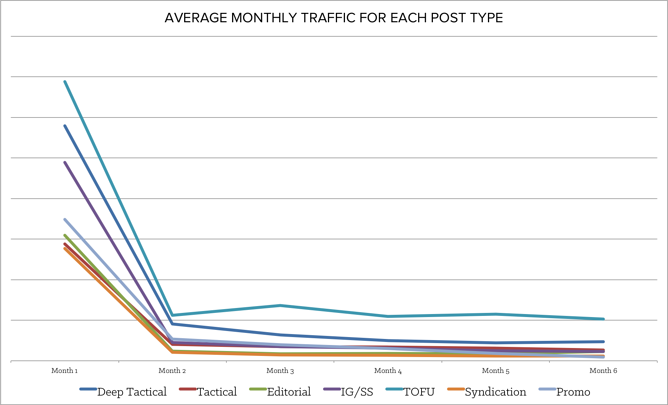 AVERAGE MONTHLY TRAFFIC FOR EACH POST TYPE
Month 1 Month 2 Month 3 Month 4 Month 5 Month 6
Deep Tactical Tactical Editorial IG/SS TOFU Syndication Promo